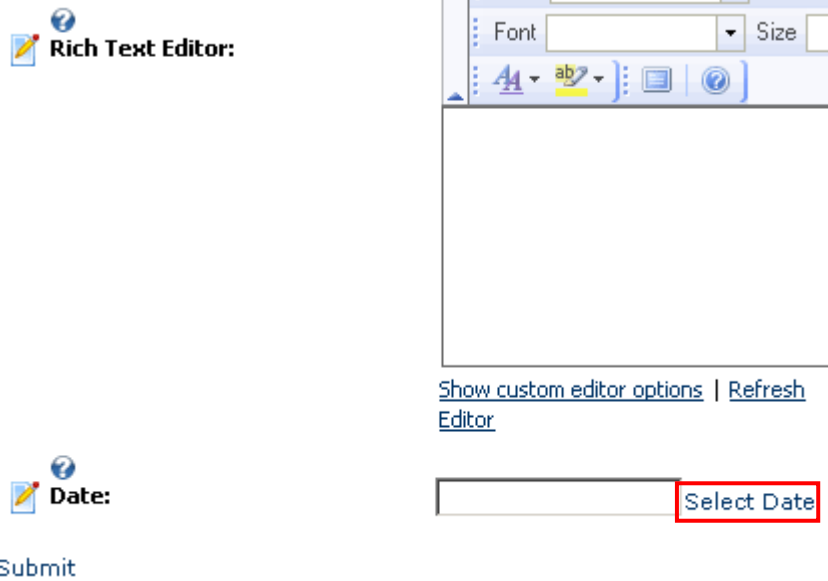 Font Size
Rich Text Editor:
Show custom editor options | Refresh
Editor
Date:
Select Date
Submit